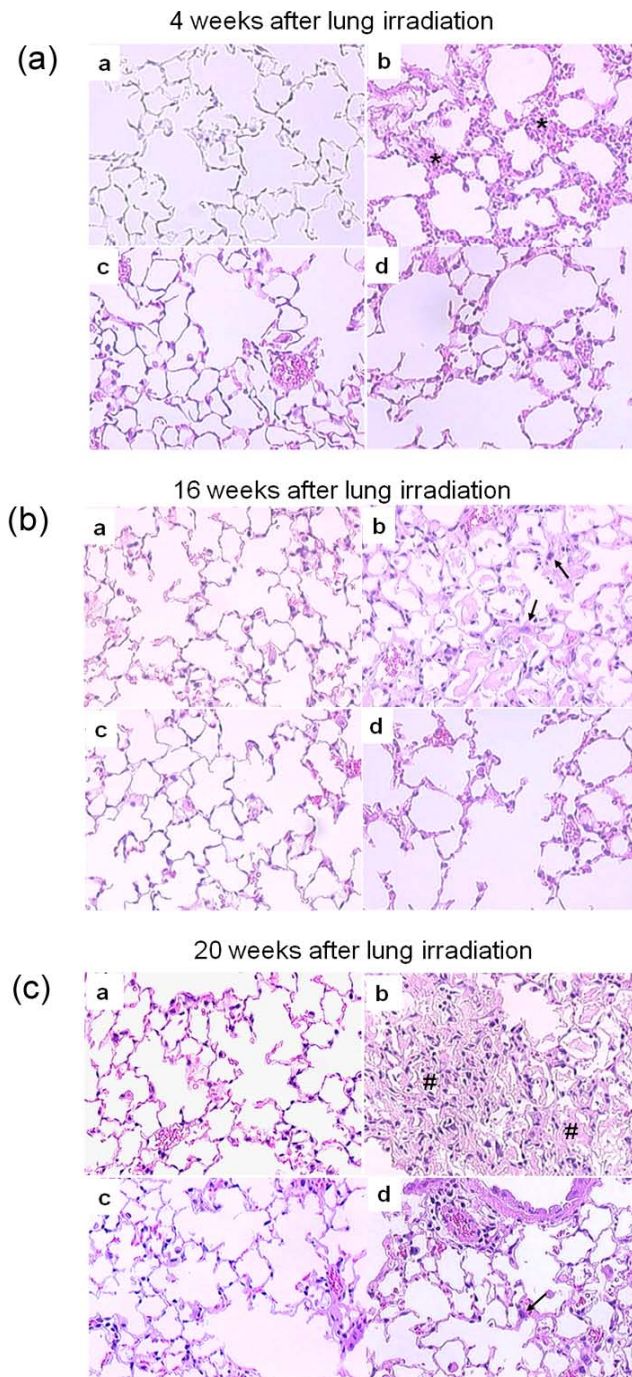 4 weeks after lung irradiation
(a)
a b
* *
c d
16 weeks after lung irradiation
(b)
a b
c d
20 weeks after lung irradiation
(c)
a b
# #
c d